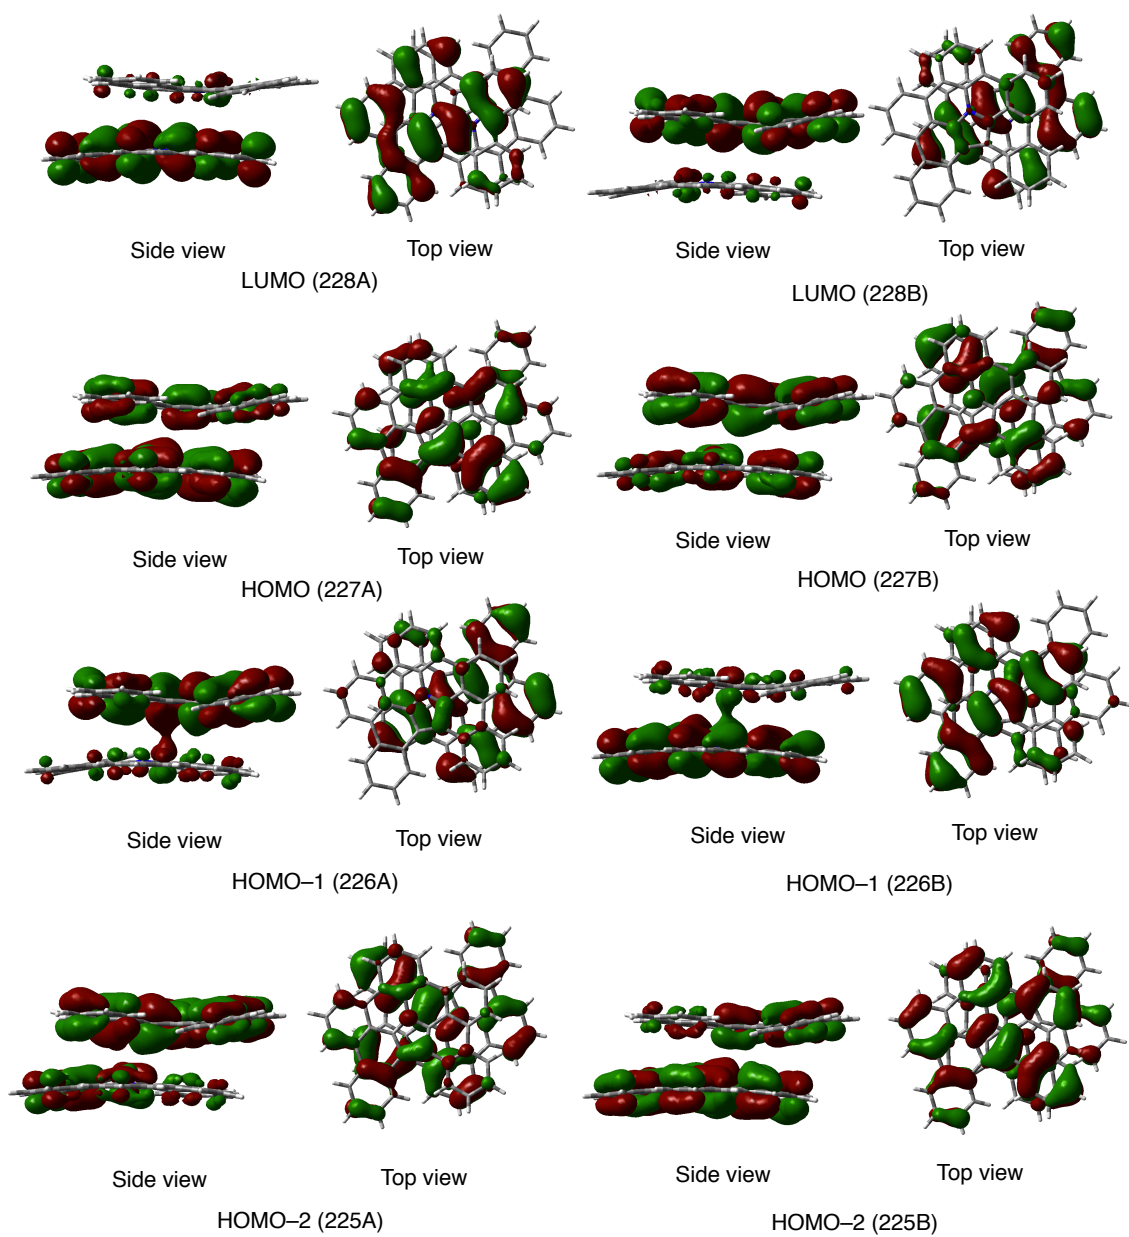 Side view
Top view
LUMO (228A)
Side view
Top view
LUMO (228B)
Side view
Top view
HOMO (227A)
Side view
Top view
HOMO (227B)
Side view
Top view
HOMO–1 (226A)
Side view
Top view
HOMO–1 (226B)
Side view
Top view
HOMO–2 (225A)
Side view
Top view
HOMO–2 (225B)